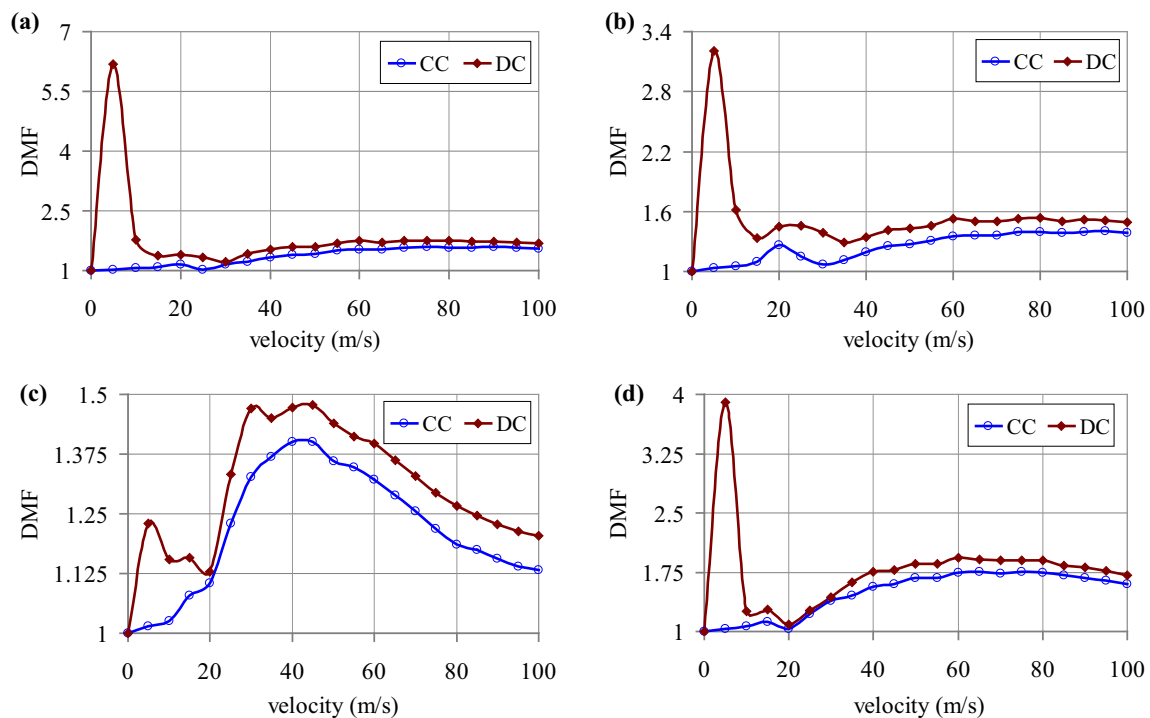 (a)
7
5.5
4
2.5
1
DMF
CC DC
0 20 40 60 80 100
velocity (m/s)
(b)
3.4
2.8
2.2
1.6
1
DMF
CC DC
0 20 40 60 80 100
velocity (m/s)
(c)
1.5
1.375
1.25
1.125
1
DMF
CC DC
0 20 40 60 80 100
velocity (m/s)
(d)
4
3.25
2.5
1.75
1
DMF
CC DC
0 20 40 60 80 100
velocity (m/s)